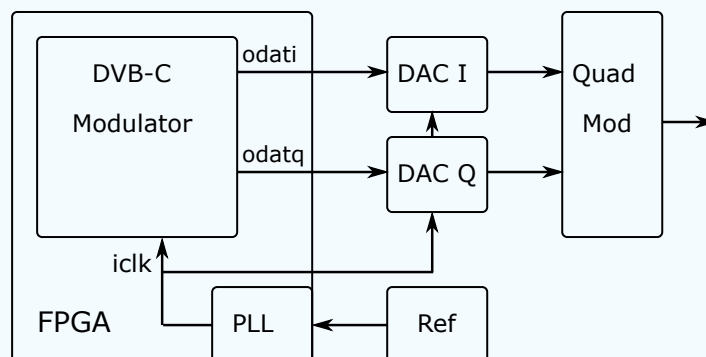 DVB-C
Modulator
odati
odatq
DAC I
DAC Q
Quad
Mod
iclk
FPGA
PLL
Ref